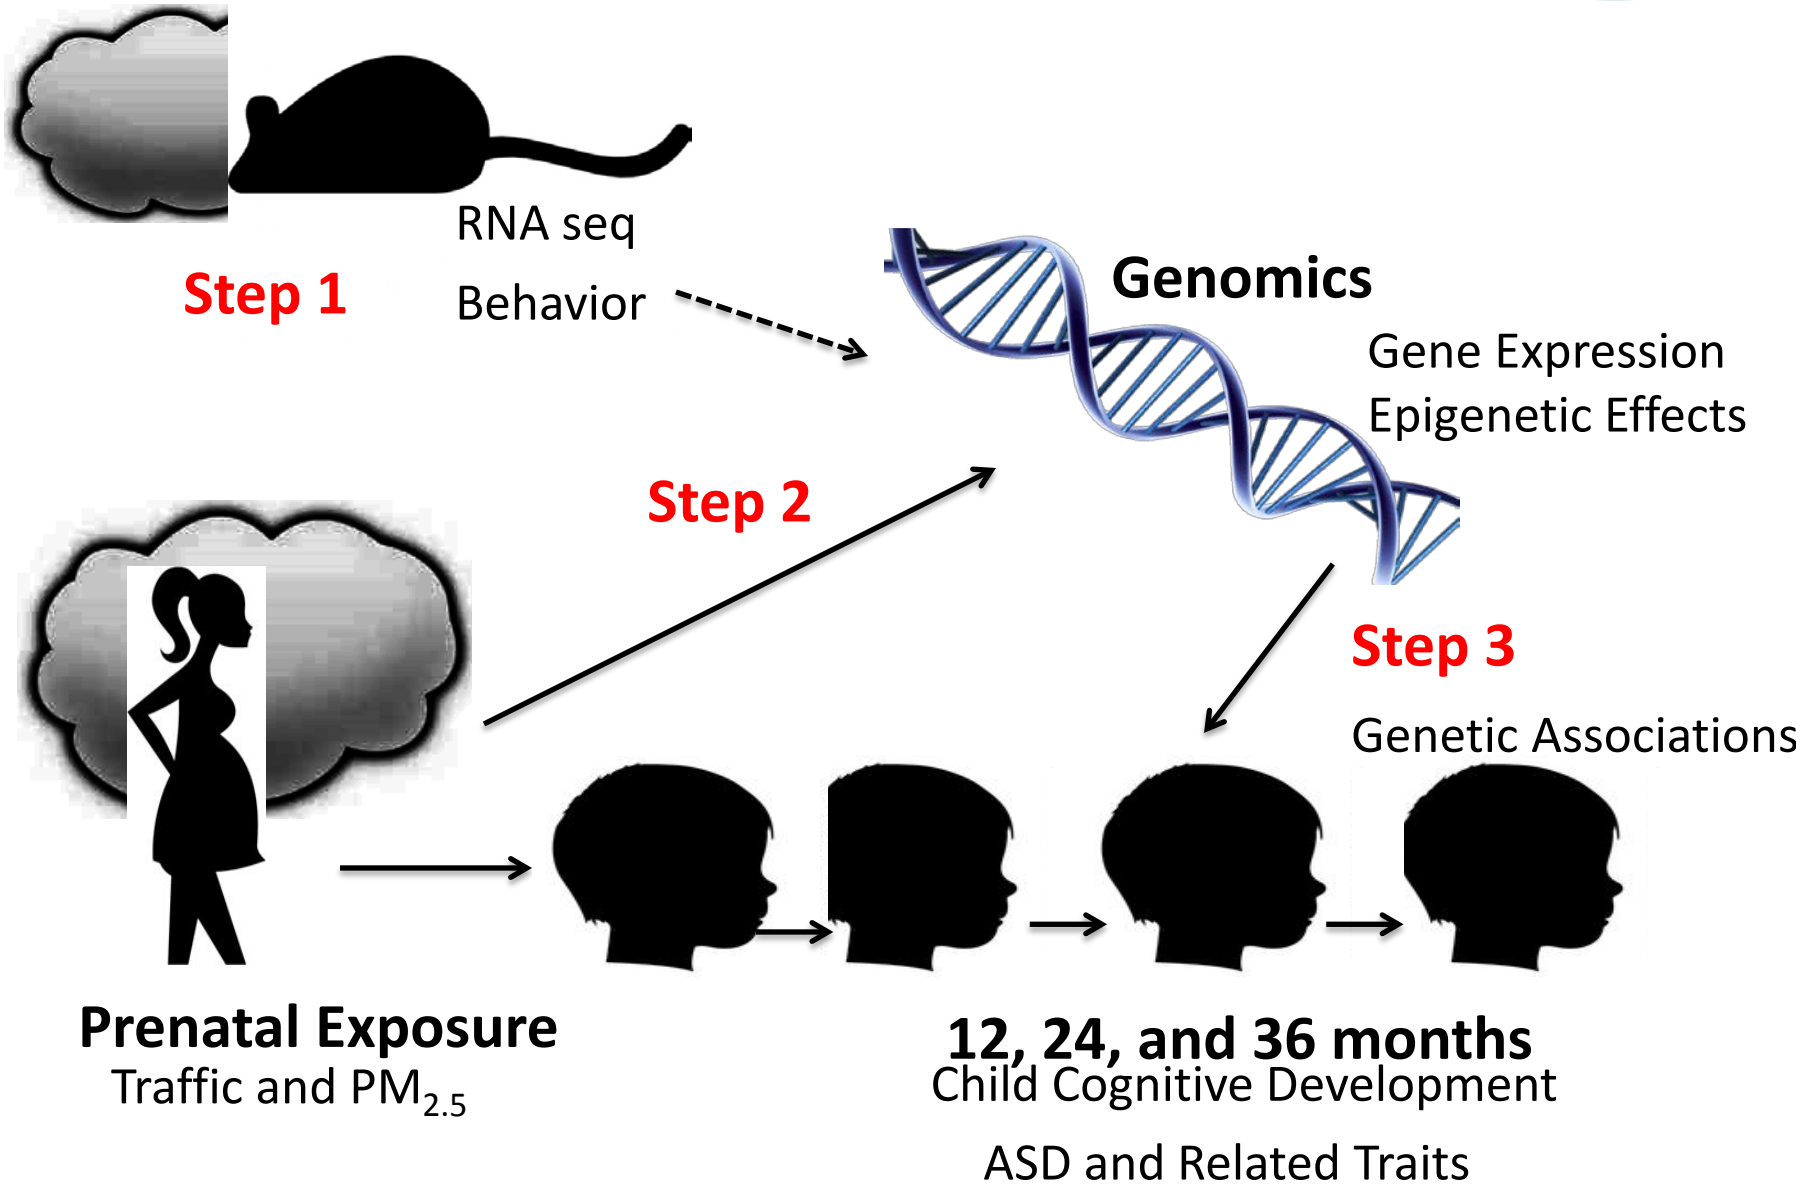 RNA seq
Step 1
Behavior
Genomics
Gene Expression
Epigenetic Effects
Step 2
Step 3
Genetic Associations
Prenatal Exposure
Traffic and PM2.5
12, 24, and 36 months
Child Cognitive Development
ASD and Related Traits